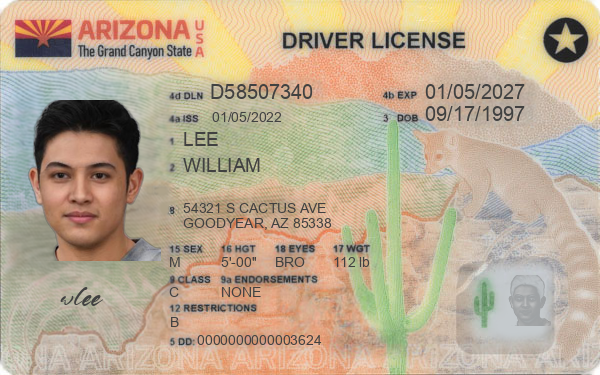 ARIZONA USA
The Grand Canyon State
DRIVER LICENSE
4d DLN D58507340 4b EXP 01/05/2027
4a ISS 01/05/2022 3 DOB 09/17/1997
1 LEE
2 WILLIAM
8 54321 S CACTUS AVE
GOODYEAR, AZ 85338
15 SEX 16 HGT 18 EYES 17 WGT
M 5'-00" BRO 112 lb
9 CLASS 9a ENDORSEMENTS
C NONE
12 RESTRICTIONS
B
wlee
5 DD: 0000000000003624
ARIZONA ARIZONA ARIZONA ARIZONA